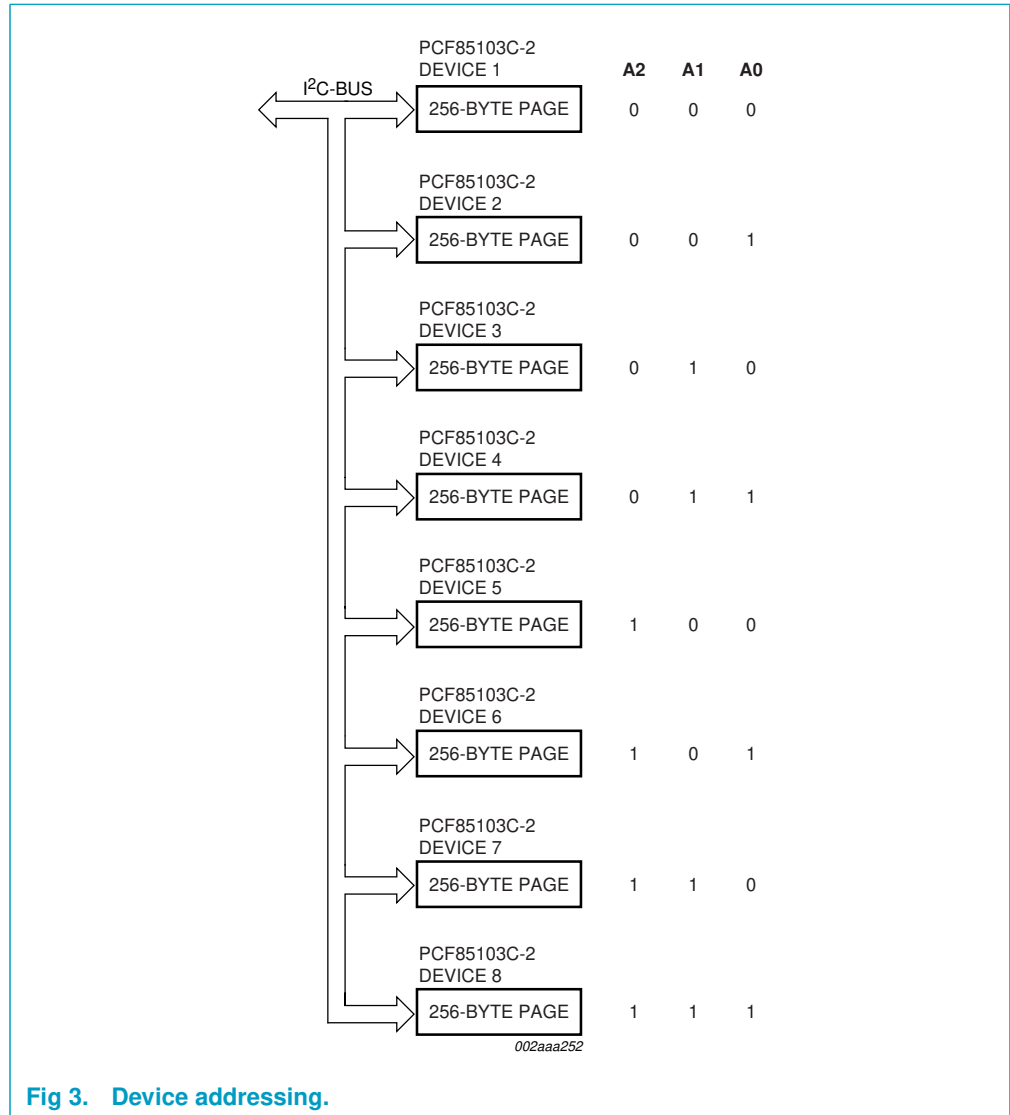 PCF85103C-2
DEVICE 1 A2 A1 A0
I²C-BUS
256-BYTE PAGE 0 0 0
PCF85103C-2
DEVICE 2
256-BYTE PAGE 0 0 1
PCF85103C-2
DEVICE 3
256-BYTE PAGE 0 1 0
PCF85103C-2
DEVICE 4
256-BYTE PAGE 0 1 1
PCF85103C-2
DEVICE 5
256-BYTE PAGE 1 0 0
PCF85103C-2
DEVICE 6
256-BYTE PAGE 1 0 1
PCF85103C-2
DEVICE 7
256-BYTE PAGE 1 1 0
PCF85103C-2
DEVICE 8
256-BYTE PAGE 1 1 1
002aaa252
Fig 3. Device addressing.